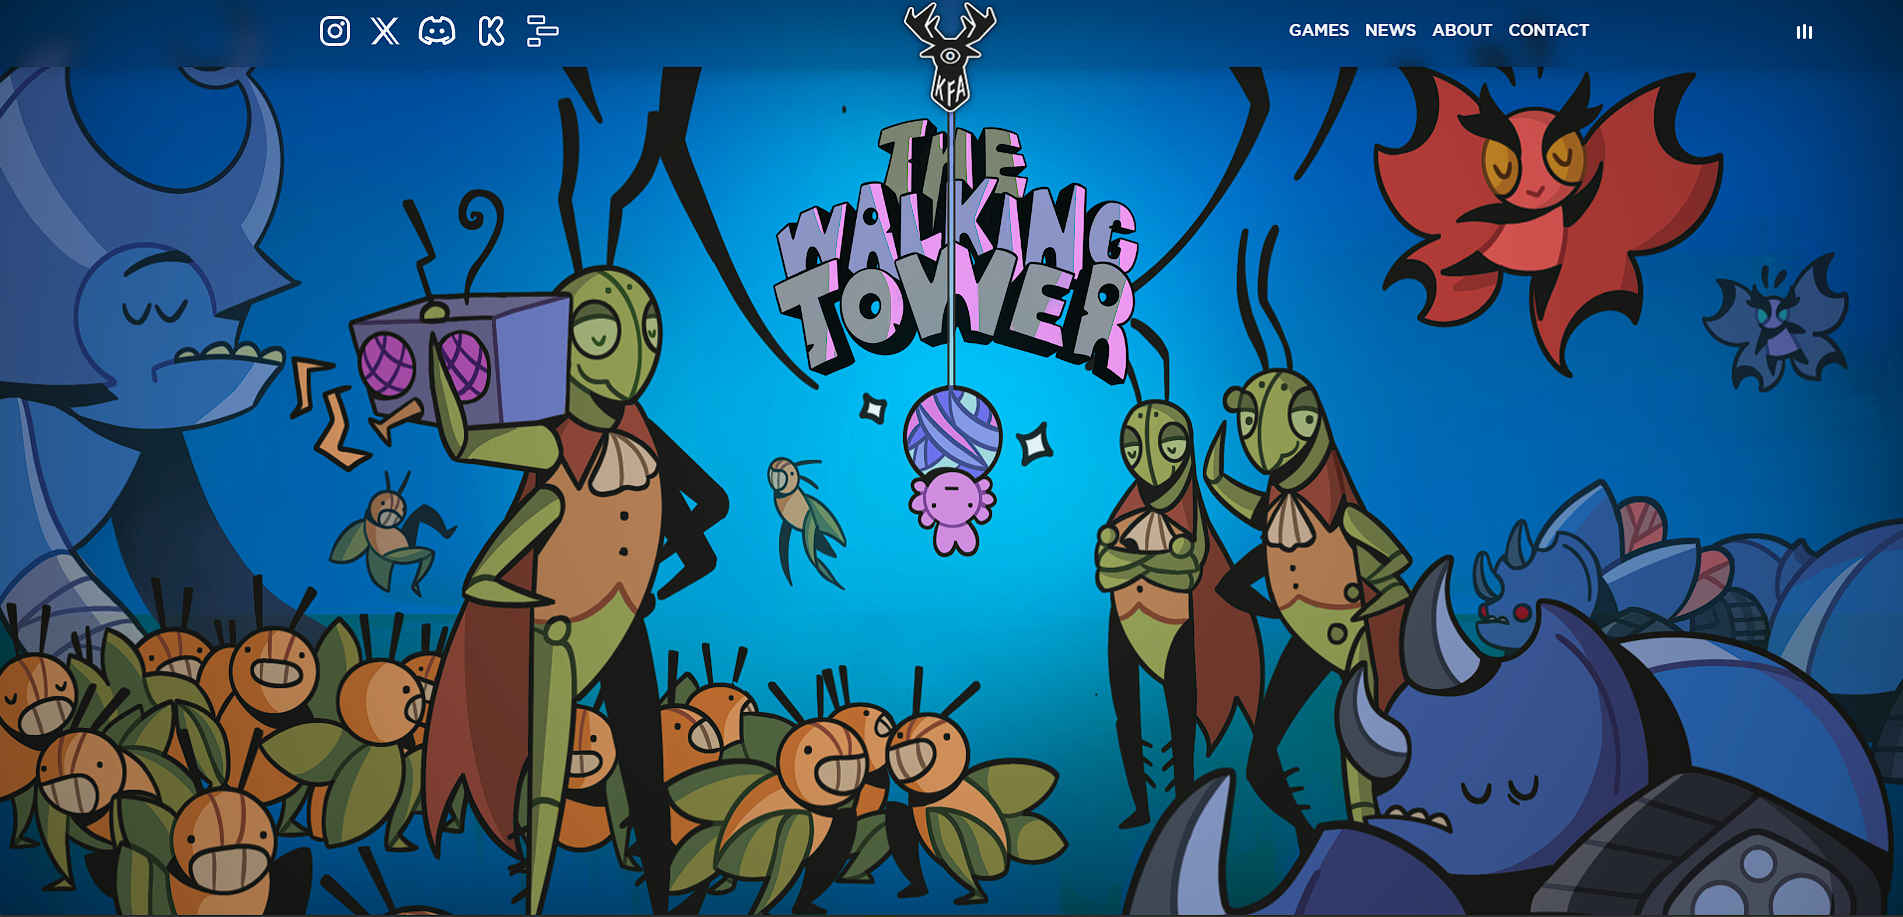 GAMES NEWS ABOUT CONTACT
KFA
THE
WALKING
TOWER